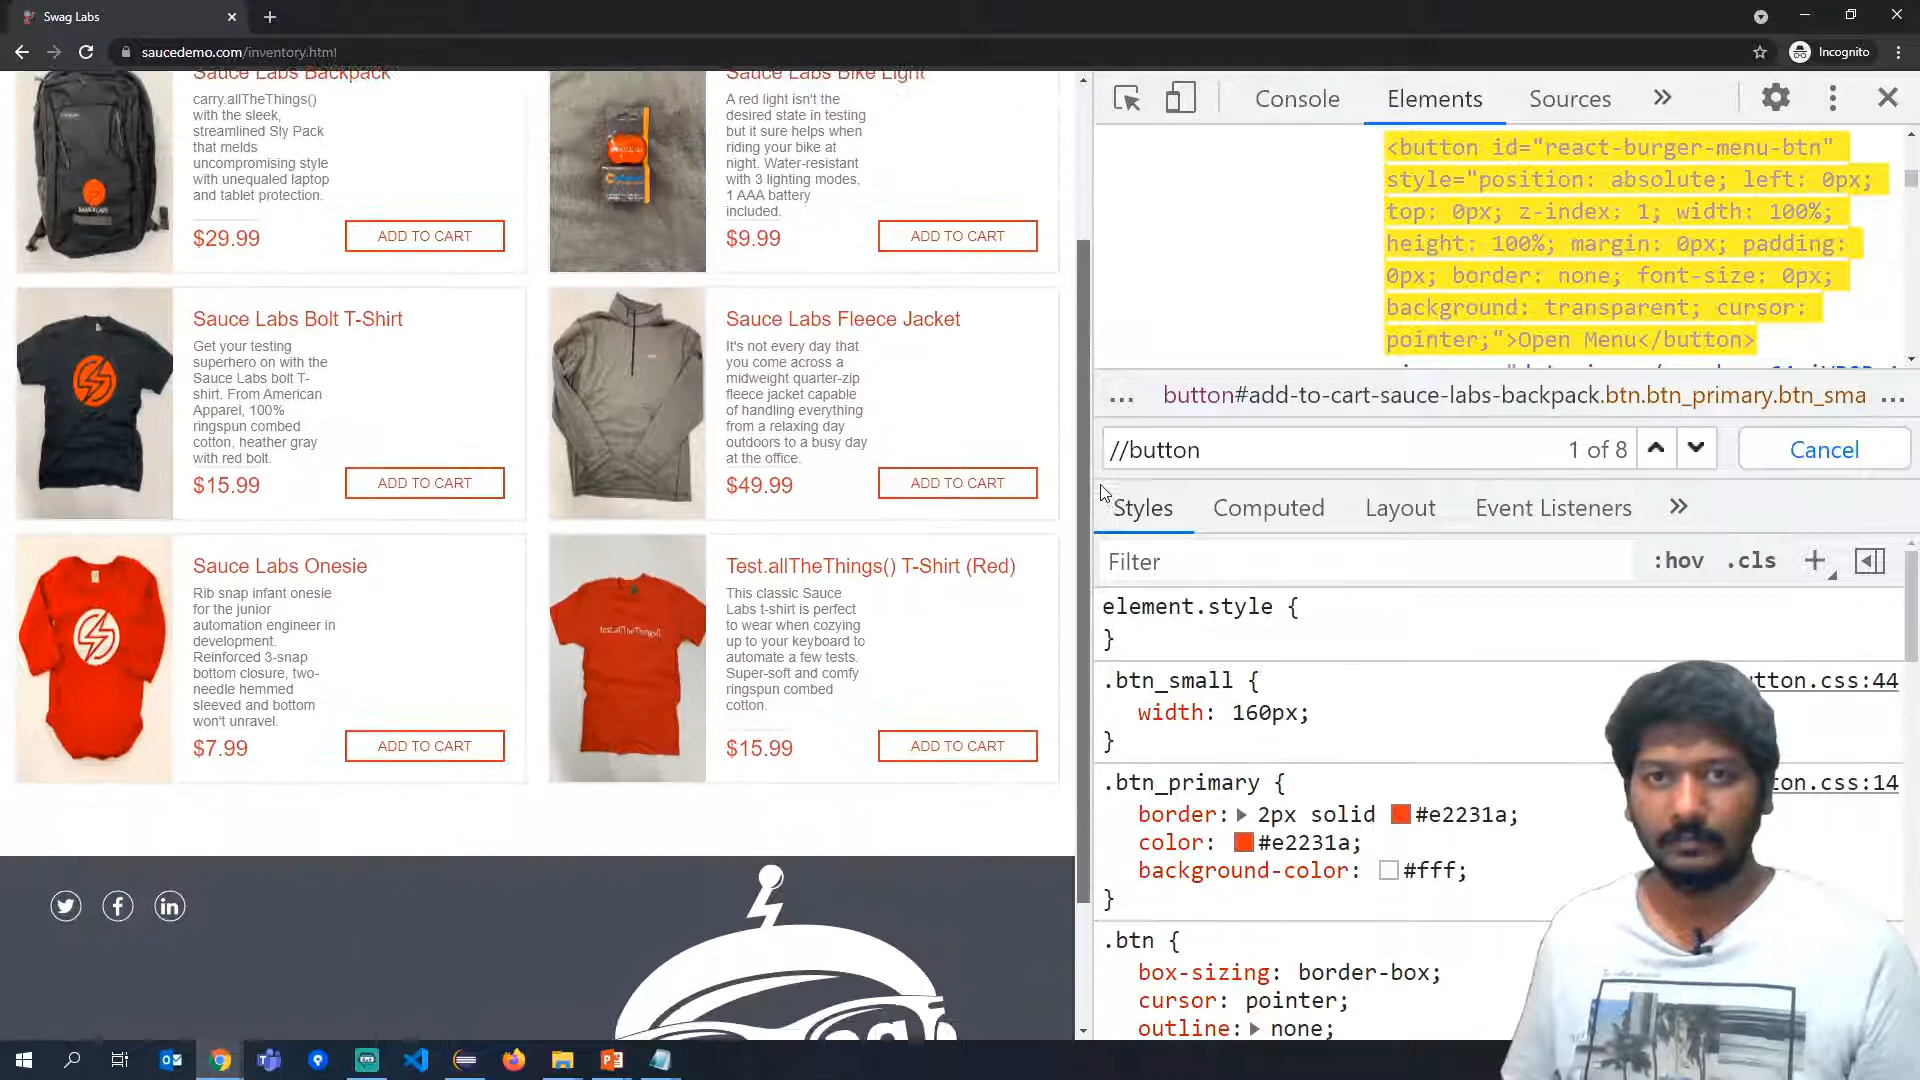 Swag Labs
saucedemo.com/inventory.html
Incognito
Sauce Labs Backpack
carry.allTheThings()
with the sleek,
streamlined Sly Pack
that melds
uncompromising style
with unequaled laptop
and tablet protection.
$29.99
ADD TO CART
Sauce Labs Bike Light
A red light isn't the
desired state in testing
but it sure helps when
riding your bike at
night. Water-resistant
with 3 lighting modes,
1 AAA battery
included.
$9.99
ADD TO CART
Sauce Labs Bolt T-Shirt
Get your testing
superhero on with the
Sauce Labs bolt T-
shirt. From American
Apparel, 100%
ringspun combed
cotton, heather gray
with red bolt.
$15.99
ADD TO CART
Sauce Labs Fleece Jacket
It's not every day that
you come across a
midweight quarter-zip
fleece jacket capable
of handling everything
from a relaxing day
outdoors to a busy day
at the office.
$49.99
ADD TO CART
Sauce Labs Onesie
Rib snap infant onesie
for the junior
automation engineer in
development.
Reinforced 3-snap
bottom closure, two-
needle hemmed
sleeved and bottom
won't unravel.
$7.99
ADD TO CART
Test.allTheThings() T-Shirt (Red)
This classic Sauce
Labs t-shirt is perfect
to wear when cozying
up to your keyboard to
automate a few tests.
Super-soft and comfy
ringspun combed
cotton.
$15.99
ADD TO CART
test.allTheThings()
Console Elements Sources
<button id="react-burger-menu-btn"
style="position: absolute; left: 0px;
top: 0px; z-index: 1; width: 100%;
height: 100%; margin: 0px; padding:
0px; border: none; font-size: 0px;
background: transparent; cursor:
pointer;">Open Menu</button>
... button#add-to-cart-sauce-labs-backpack.btn.btn_primary.btn_sma ...
//button 1 of 8 Cancel
Styles Computed Layout Event Listeners
Filter :hov .cls +
element.style {
}
.btn_small { tton.css:44
width: 160px;
}
.btn_primary { on.css:14
border: 2px solid #e2231a;
color: #e2231a;
background-color: #fff;
}
.btn {
box-sizing: border-box;
cursor: pointer;
outline: none;